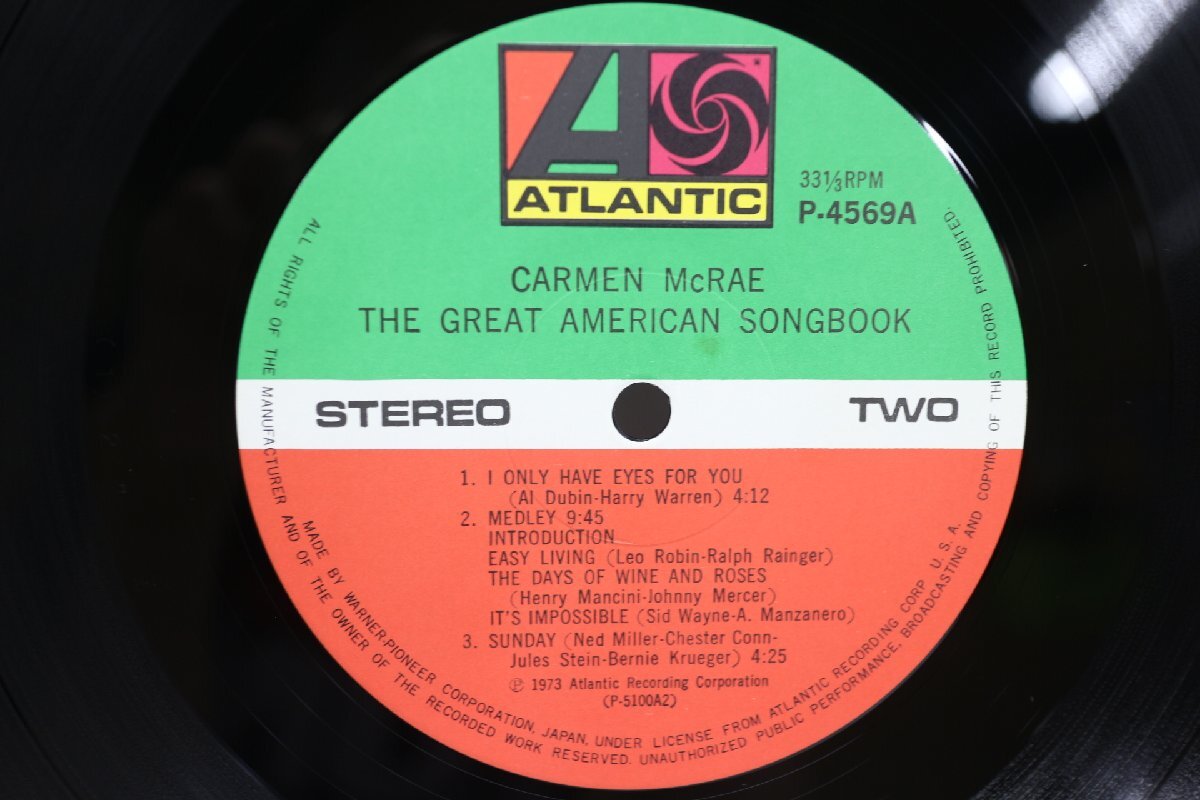 ATLANTIC
33⅓ RPM
P-4569A
CARMEN McRAE
THE GREAT AMERICAN SONGBOOK
STEREO
TWO
1. I ONLY HAVE EYES FOR YOU
(Al Dubin-Harry Warren) 4:12
2. MEDLEY 9:45
INTRODUCTION
EASY LIVING (Leo Robin-Ralph Rainger)
THE DAYS OF WINE AND ROSES
(Henry Mancini-Johnny Mercer)
IT'S IMPOSSIBLE (Sid Wayne-A. Manzanero)
3. SUNDAY (Ned Miller-Chester Conn-
Jules Stein-Bernie Krueger) 4:25
℗ 1973 Atlantic Recording Corporation
(P-5100A2)
MADE BY WARNER-PIONEER CORPORATION, JAPAN, UNDER LICENSE FROM ATLANTIC RECORDING CORP. U. S. A.
ALL RIGHTS OF THE MANUFACTURER AND OF THE OWNER OF THE RECORDED WORK RESERVED. UNAUTHORIZED PUBLIC PERFORMANCE, BROADCASTING AND COPYING OF THIS RECORD PROHIBITED.